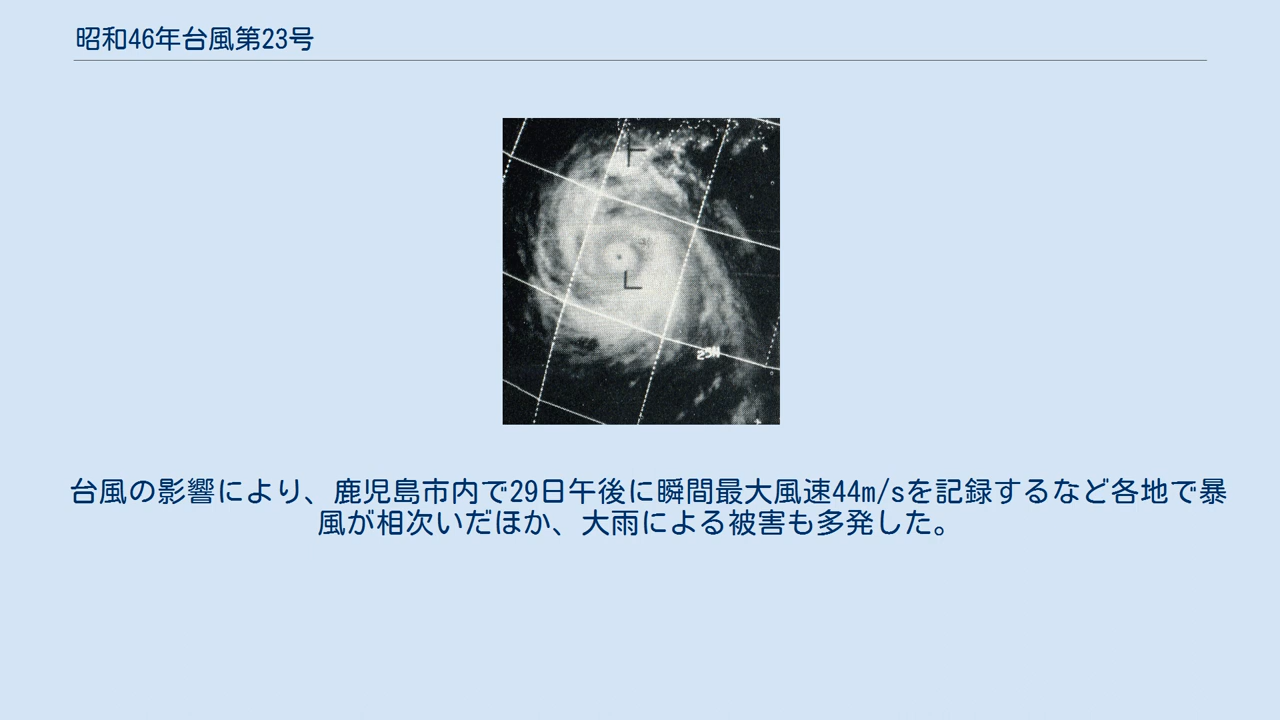 昭和46年台風第23号
25N
台風の影響により、鹿児島市内で29日午後に瞬間最大風速44m/sを記録するなど各地で暴
風が相次いだほか、大雨による被害も多発した。